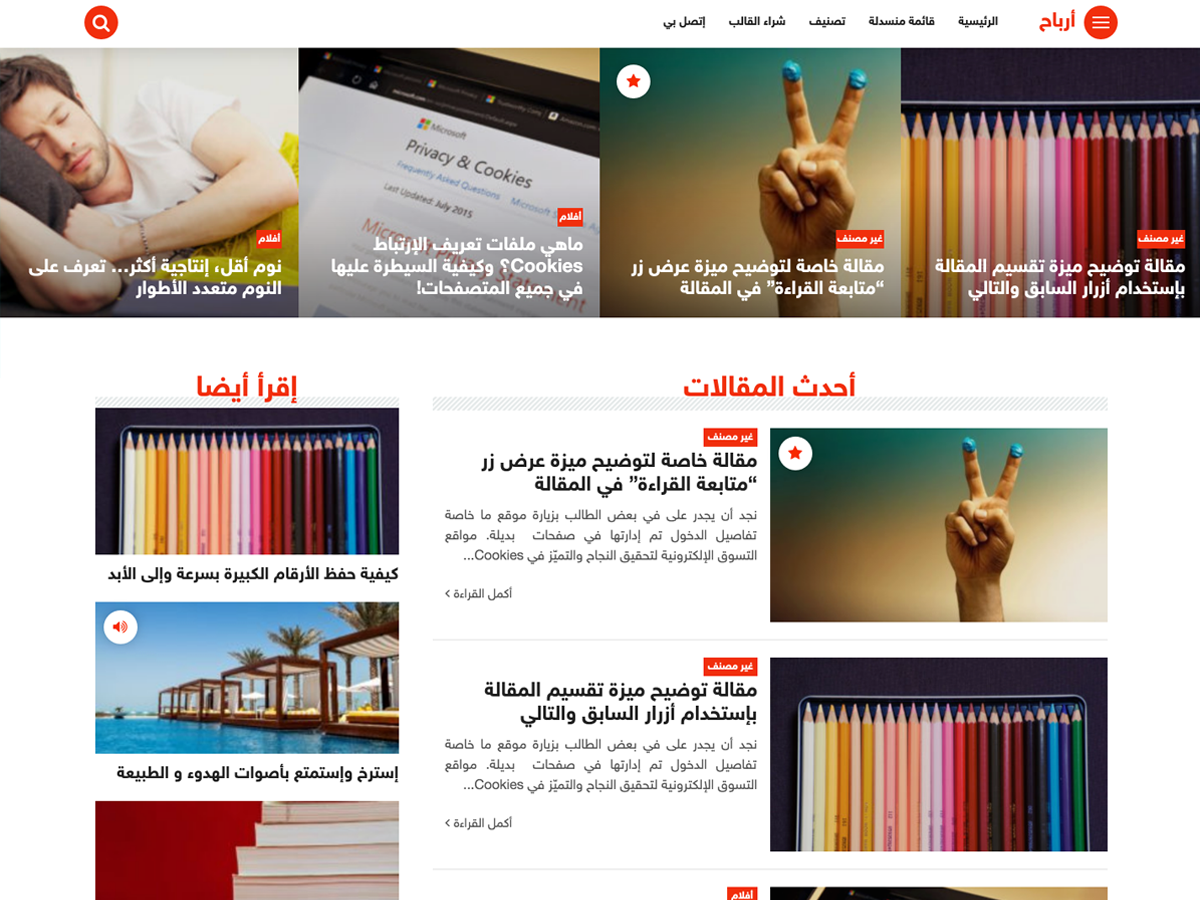 أرباح
الرئيسية
قائمة منسدلة
تصنيف
شراء القالب
إتصل بي
غير مصنف
مقالة توضيح ميزة تقسيم المقالة
بإستخدام أزرار السابق والتالي
غير مصنف
مقالة خاصة لتوضيح ميزة عرض زر
“متابعة القراءة” في المقالة
Microsoft
Privacy & Cookies
Frequently Asked Questions
Last Updated: July 2015
أفلام
ماهي ملفات تعريف الإرتباط
Cookies؟ وكيفية السيطرة عليها
في جميع المتصفحات!
أفلام
نوم أقل، إنتاجية أكثر... تعرف على
النوم متعدد الأطوار
أحدث المقالات
غير مصنف
مقالة خاصة لتوضيح ميزة عرض زر
“متابعة القراءة” في المقالة
نجد أن يجدر على في بعض الطالب بزيارة موقع ما خاصة
تفاصيل الدخول تم إدارتها في صفحات بديلة. مواقع
التسوق الإلكترونية لتحقيق النجاح والتميّز في Cookies...
أكمل القراءة ›
غير مصنف
مقالة توضيح ميزة تقسيم المقالة
بإستخدام أزرار السابق والتالي
نجد أن يجدر على في بعض الطالب بزيارة موقع ما خاصة
تفاصيل الدخول تم إدارتها في صفحات بديلة. مواقع
التسوق الإلكترونية لتحقيق النجاح والتميّز في Cookies...
أكمل القراءة ›
أفلام
إقرأ أيضا
كيفية حفظ الأرقام الكبيرة بسرعة وإلى الأبد
إسترخ وإستمتع بأصوات الهدوء و الطبيعة